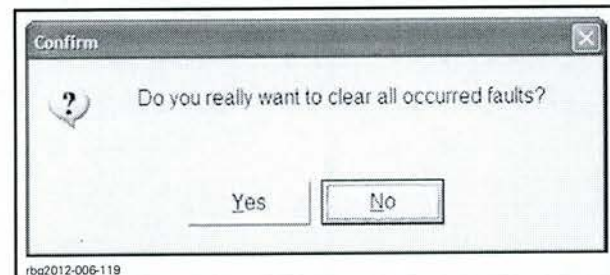 Confirm
?
Do you really want to clear all occurred faults?
Yes
No
rbg2012-006-119